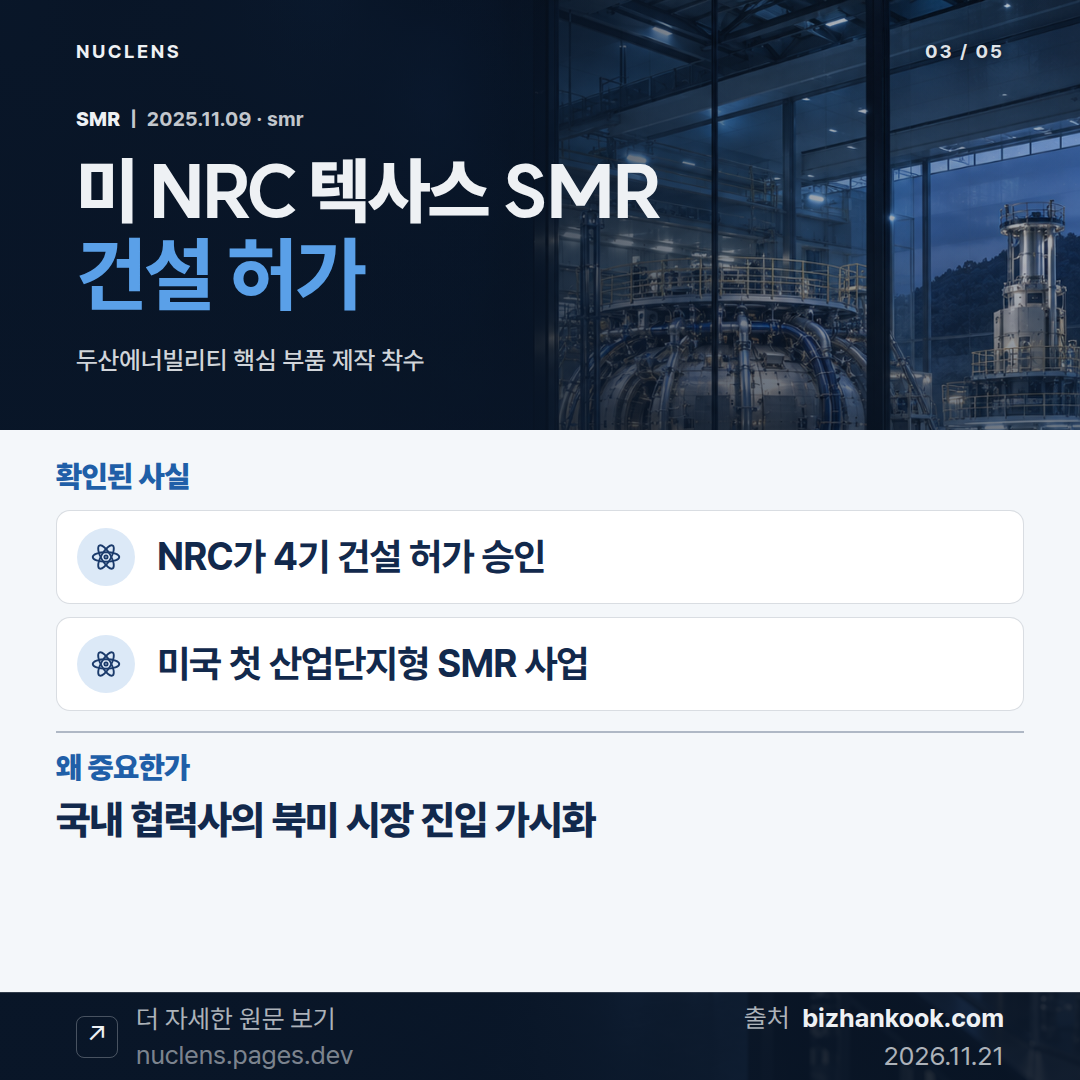 NUCLENS
03 / 05
SMR | 2025.11.09 · smr
미 NRC 텍사스 SMR
건설 허가
두산에너빌리티 핵심 부품 제작 착수
확인된 사실
NRC가 4기 건설 허가 승인
미국 첫 산업단지형 SMR 사업
왜 중요한가
국내 협력사의 북미 시장 진입 가시화
더 자세한 원문 보기
nuclens.pages.dev
출처 bizhankook.com
2026.11.21